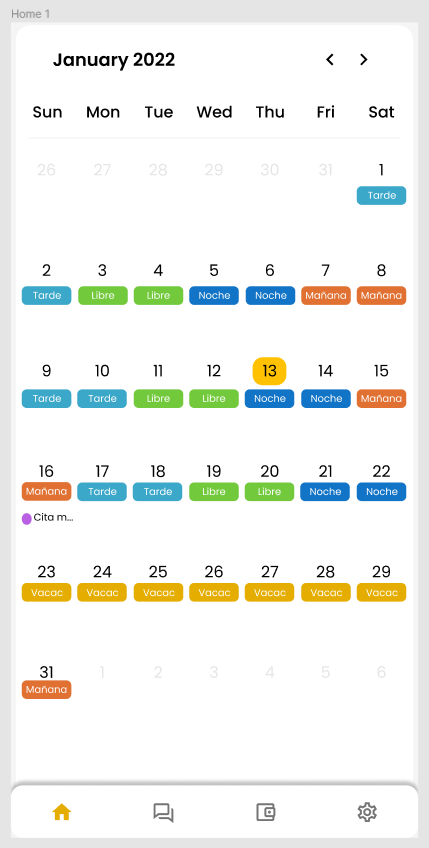 Home 1
January 2022
Sun Mon Tue Wed Thu Fri Sat
26 27 28 29 30 31 1
Tarde
2 3 4 5 6 7 8
Tarde Libre Libre Noche Noche Mañana Mañana
9 10 11 12 13 14 15
Tarde Tarde Libre Libre Noche Noche Mañana
16 17 18 19 20 21 22
Mañana Tarde Tarde Libre Libre Noche Noche
Cita m...
23 24 25 26 27 28 29
Vacac Vacac Vacac Vacac Vacac Vacac Vacac
31 1 2 3 4 5 6
Mañana